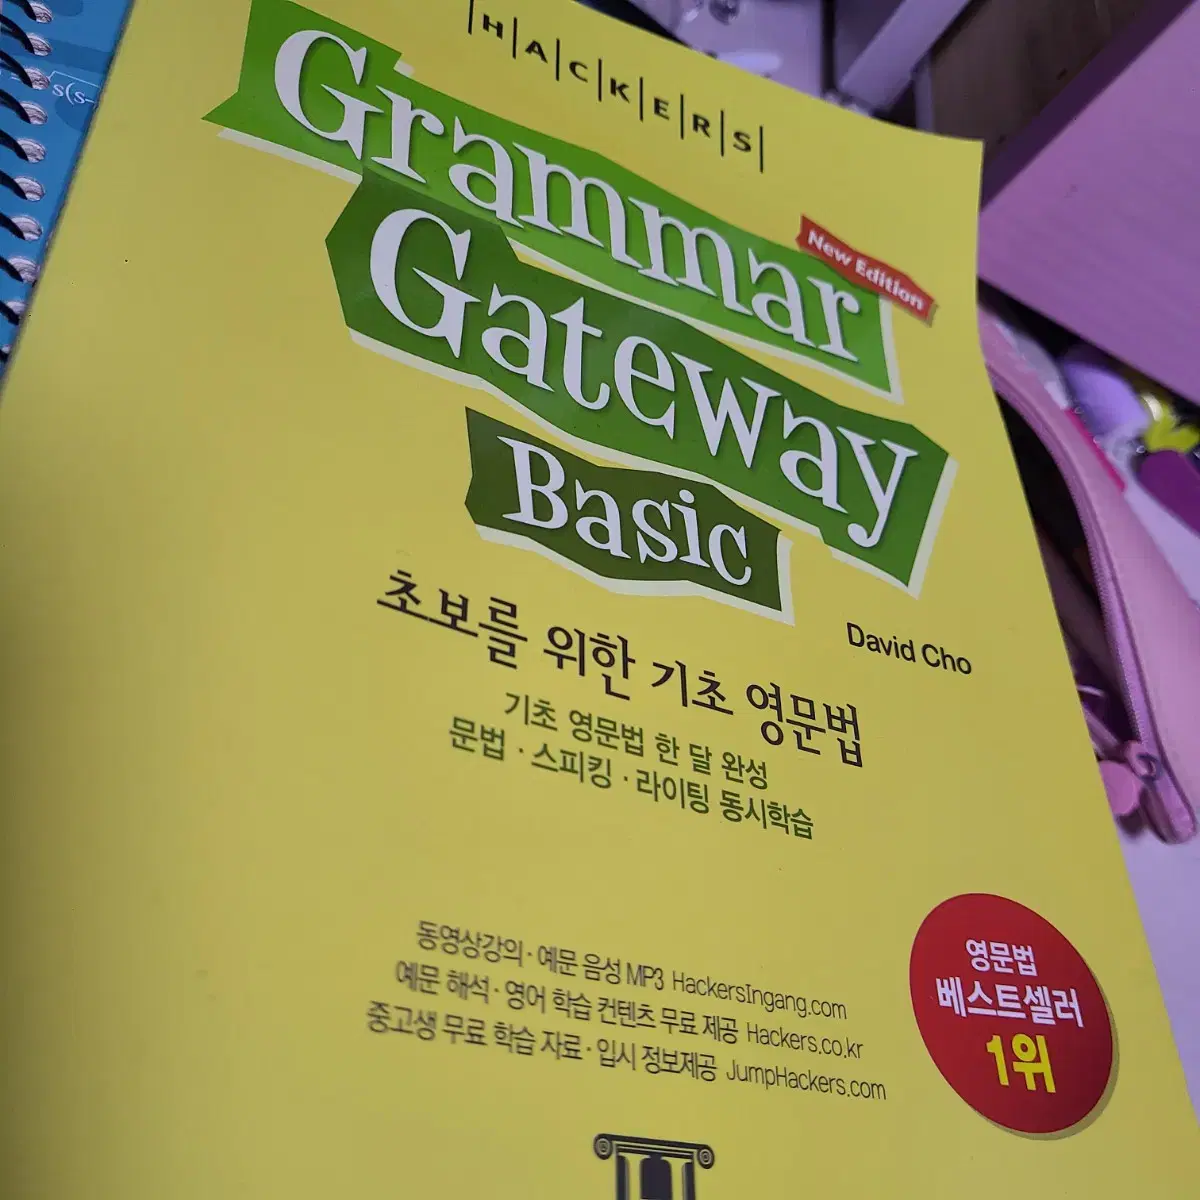 s(s-
HACKERS
Grammar
New Edition
Gateway
Basic
David Cho
초보를 위한 기초 영문법
기초 영문법 한 달 완성
문법·스피킹·라이팅 동시학습
동영상강의·예문 음성 MP3 HackersIngang.com
예문 해석·영어 학습 컨텐츠 무료 제공 Hackers.co.kr
중고생 무료 학습 자료·입시 정보제공 JumpHackers.com
영문법
베스트셀러
1위